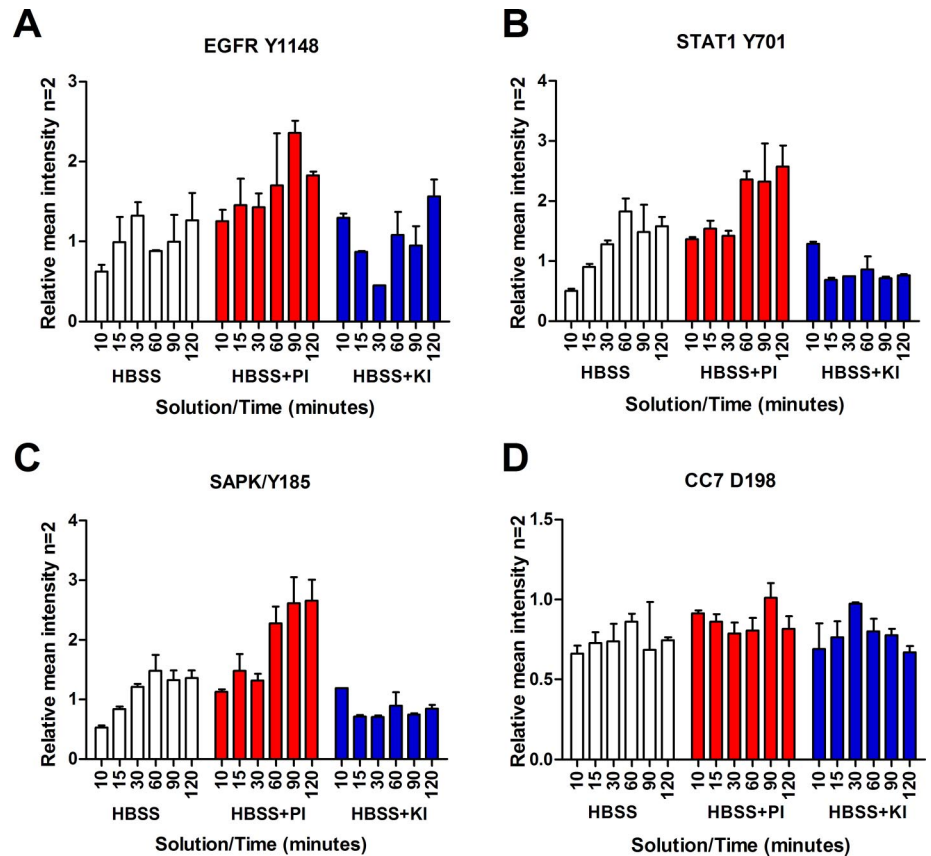 A
EGFR Y1148
Relative mean intensity n=2
3
2
1
0
10 15 30 60 90 120 10 15 30 60 90 120 10 15 30 60 90 120
HBSS HBSS+PI HBSS+KI
Solution/Time (minutes)
B
STAT1 Y701
Relative mean intensity n=2
4
3
2
1
0
10 15 30 60 90 120 10 15 30 60 90 120 10 15 30 60 90 120
HBSS HBSS+PI HBSS+KI
Solution/Time (minutes)
C
SAPK/Y185
Relative mean intensity n=2
4
3
2
1
0
10 15 30 60 90 120 10 15 30 60 90 120 10 15 30 60 90 120
HBSS HBSS+PI HBSS+KI
Solution/Time (minutes)
D
CC7 D198
Relative mean intensity n=2
1.5
1.0
0.5
0.0
10 15 30 60 90 120 10 15 30 60 90 120 10 15 30 60 90 120
HBSS HBSS+PI HBSS+KI
Solution/Time (minutes)